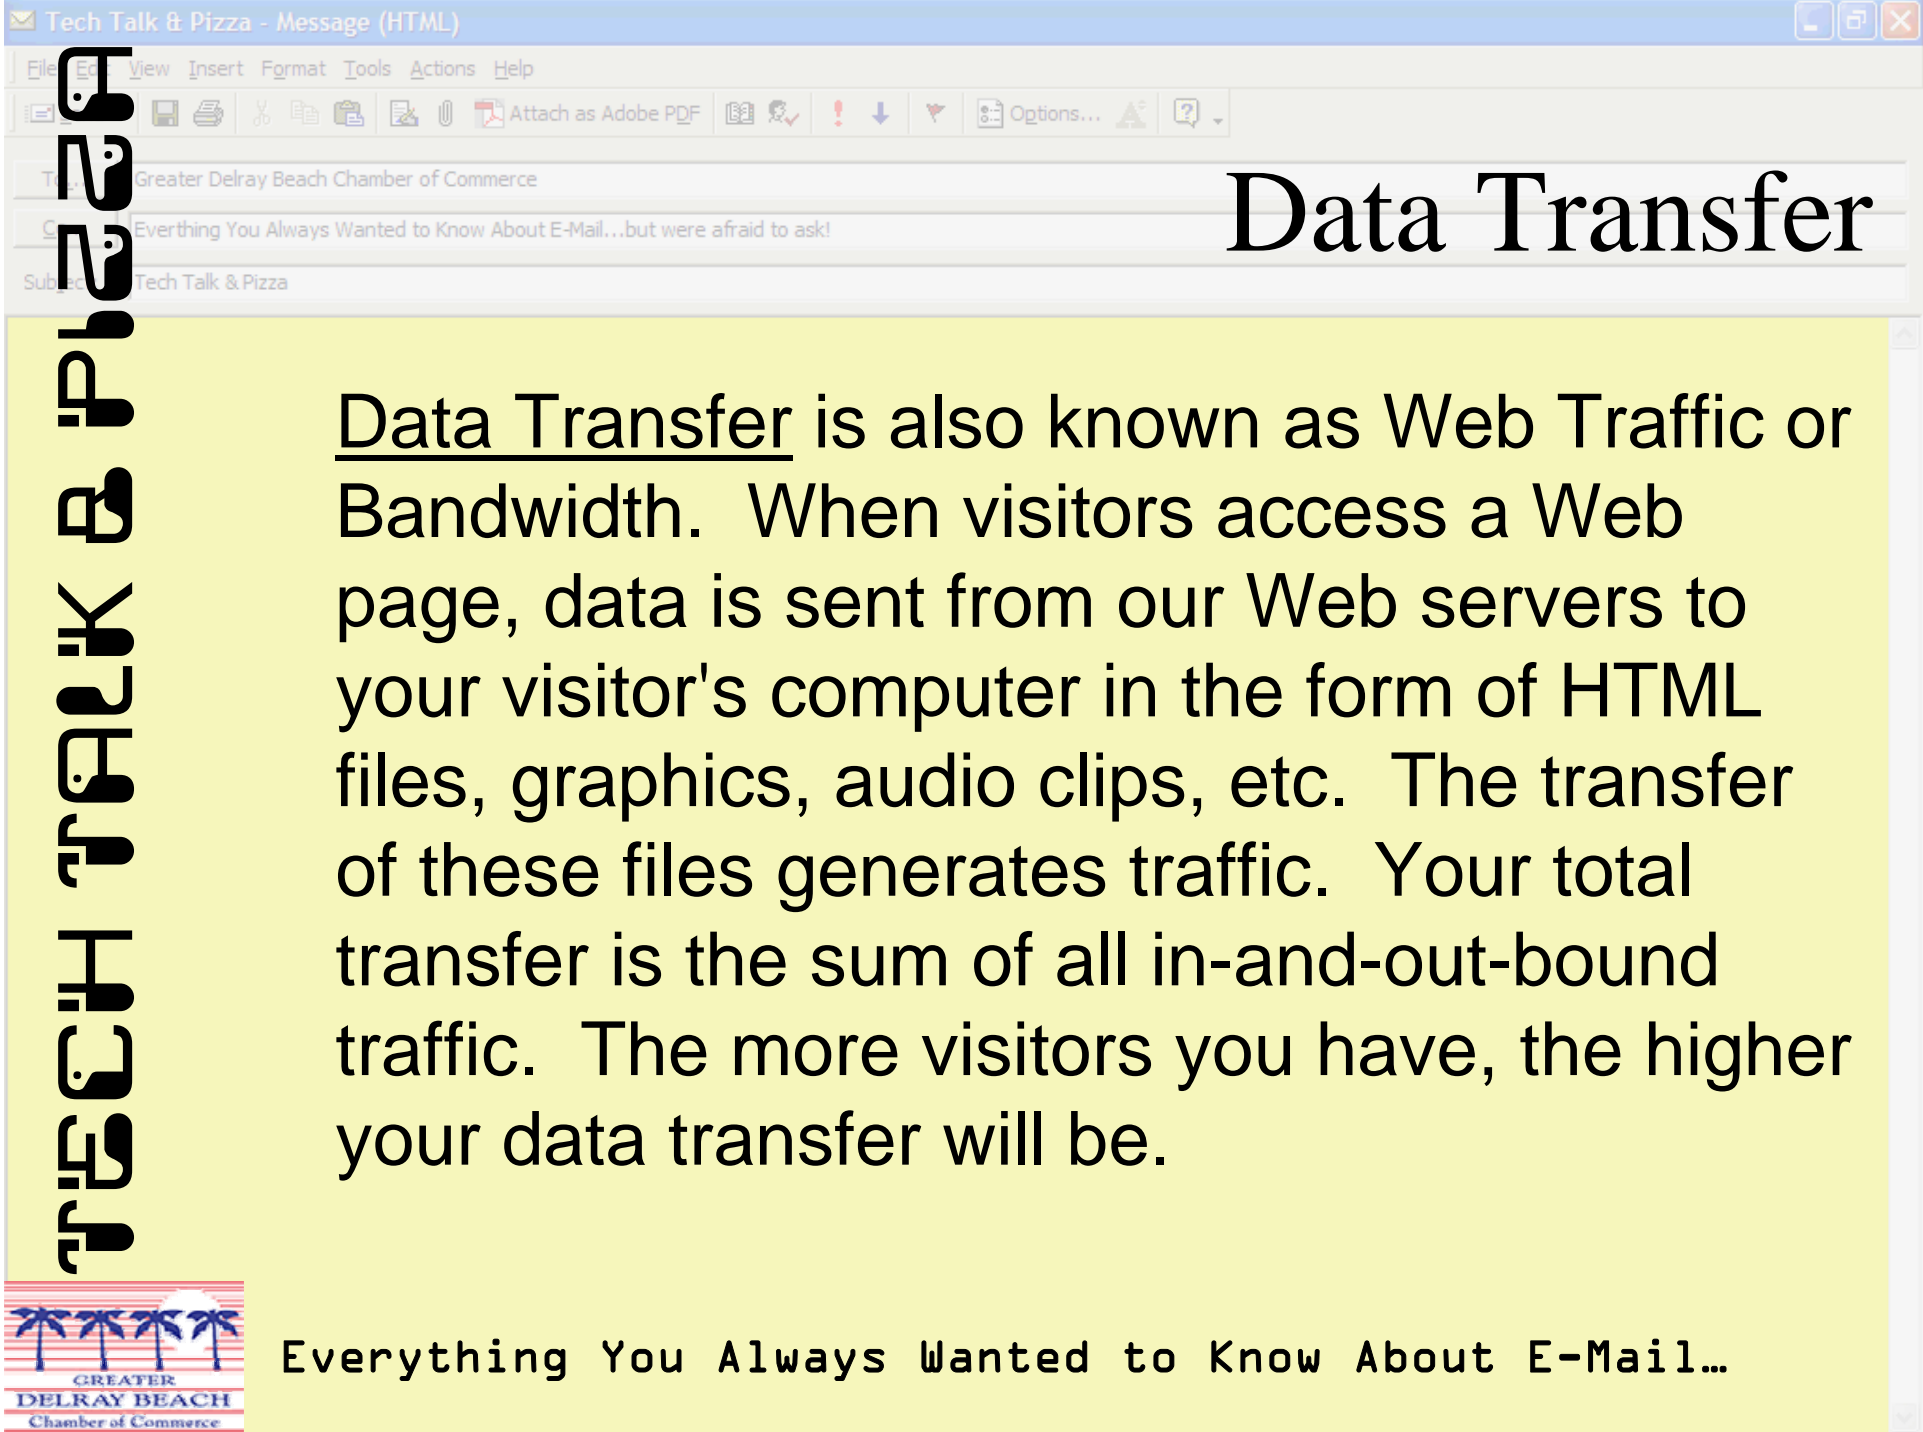 Tech Talk & Pizza - Message (HTML)
File Edit View Insert Format Tools Actions Help
Attach as Adobe PDF Options...
To... Greater Delray Beach Chamber of Commerce
Everthing You Always Wanted to Know About E-Mail...but were afraid to ask!
Subject: Tech Talk & Pizza
TECH TALK & PIZZA
Data Transfer
Data Transfer is also known as Web Traffic or
Bandwidth. When visitors access a Web
page, data is sent from our Web servers to
your visitor's computer in the form of HTML
files, graphics, audio clips, etc. The transfer
of these files generates traffic. Your total
transfer is the sum of all in-and-out-bound
traffic. The more visitors you have, the higher
your data transfer will be.
GREATER
DELRAY BEACH
Chamber of Commerce
Everything You Always Wanted to Know About E-Mail…